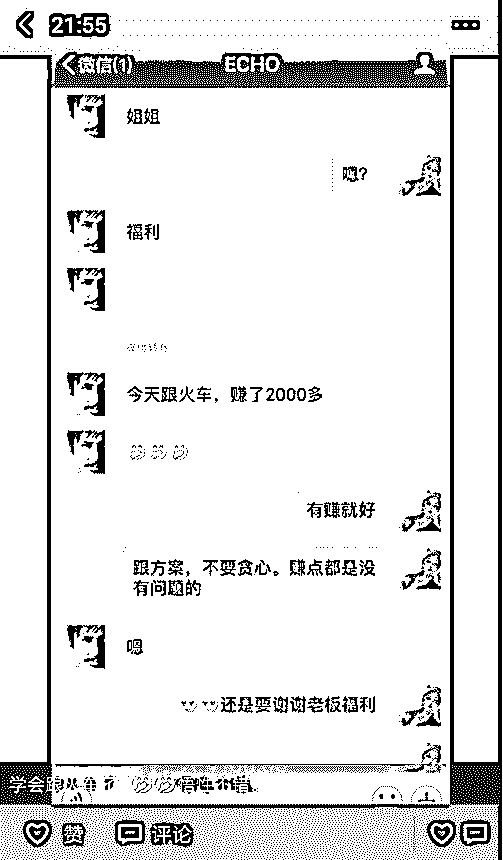 21:55
微信(1)
ECHO
姐姐
嗯?
福利
今天跟火车，赚了2000多
有赚就好
跟方案，不要贪心。赚点都是没
有问题的
嗯
还是要谢谢老板福利
学会跟火车了
赞
评论